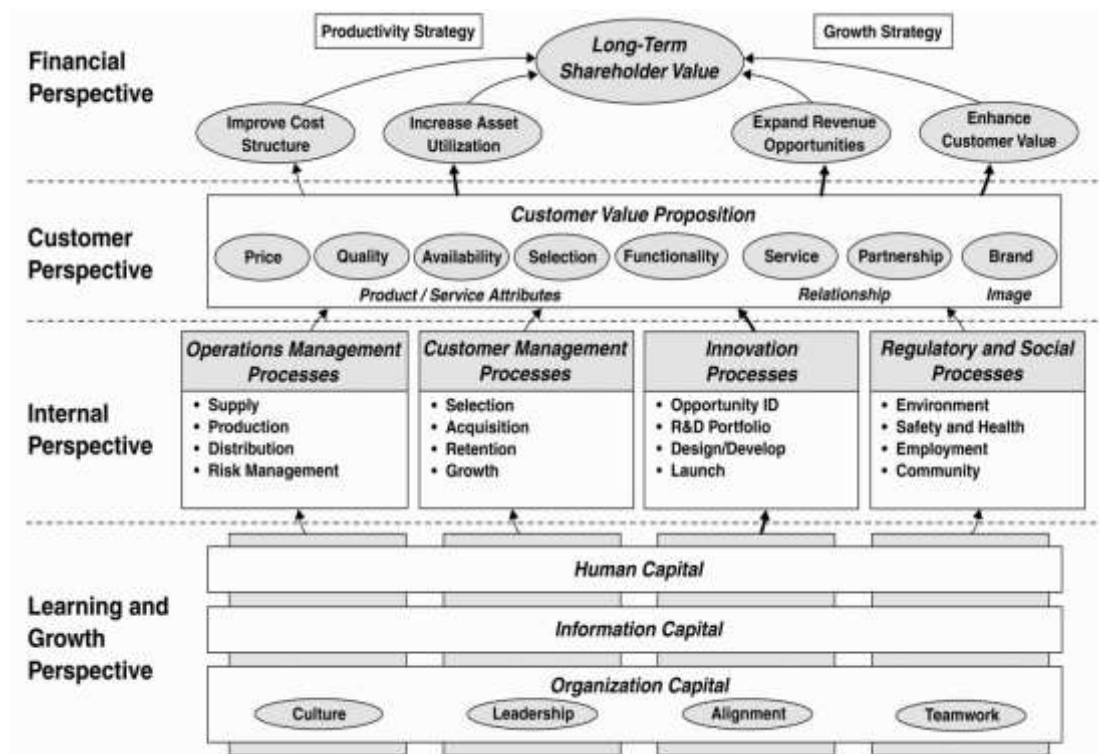 Financial
Perspective
Productivity Strategy
Long-Term
Shareholder Value
Growth Strategy
Improve Cost
Structure
Increase Asset
Utilization
Expand Revenue
Opportunities
Enhance
Customer Value
Customer
Perspective
Customer Value Proposition
Price
Quality
Availability
Selection
Functionality
Service
Partnership
Brand
Product / Service Attributes
Relationship
Image
Internal
Perspective
Operations Management
Processes
• Supply
• Production
• Distribution
• Risk Management
Customer Management
Processes
• Selection
• Acquisition
• Retention
• Growth
Innovation
Processes
• Opportunity ID
• R&D Portfolio
• Design/Develop
• Launch
Regulatory and Social
Processes
• Environment
• Safety and Health
• Employment
• Community
Learning and
Growth
Perspective
Human Capital
Information Capital
Organization Capital
Culture
Leadership
Alignment
Teamwork